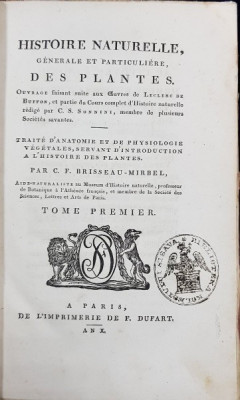 HISTOIRE NATURELLE,
GÉNÉRALE ET PARTICULIÈRE,
DES PLANTES.
OUVRAGE faisant suite aux Œuvres de LECLERC DE
BUFFON, et partie du Cours complet d'Histoire naturelle
rédigé par C. S. SONNINI, membre de plusieurs
Sociétés savantes.
TRAITÉ D'ANATOMIE ET DE PHYSIOLOGIE
VÉGÉTALES, SERVANT D'INTRODUCTION
A L'HISTOIRE DES PLANTES.
PAR C. F. BRISSEAU-MIRBEL,
AIDE-NATURALISTE du Muséum d'Histoire naturelle, professeur
de Botanique à l'Athénée français, et membre de la Société des
Sciences, Lettres et Arts de Paris.
TOME PREMIER.
A PARIS,
DE L'IMPRIMERIE DE F. DUFART.
AN X.